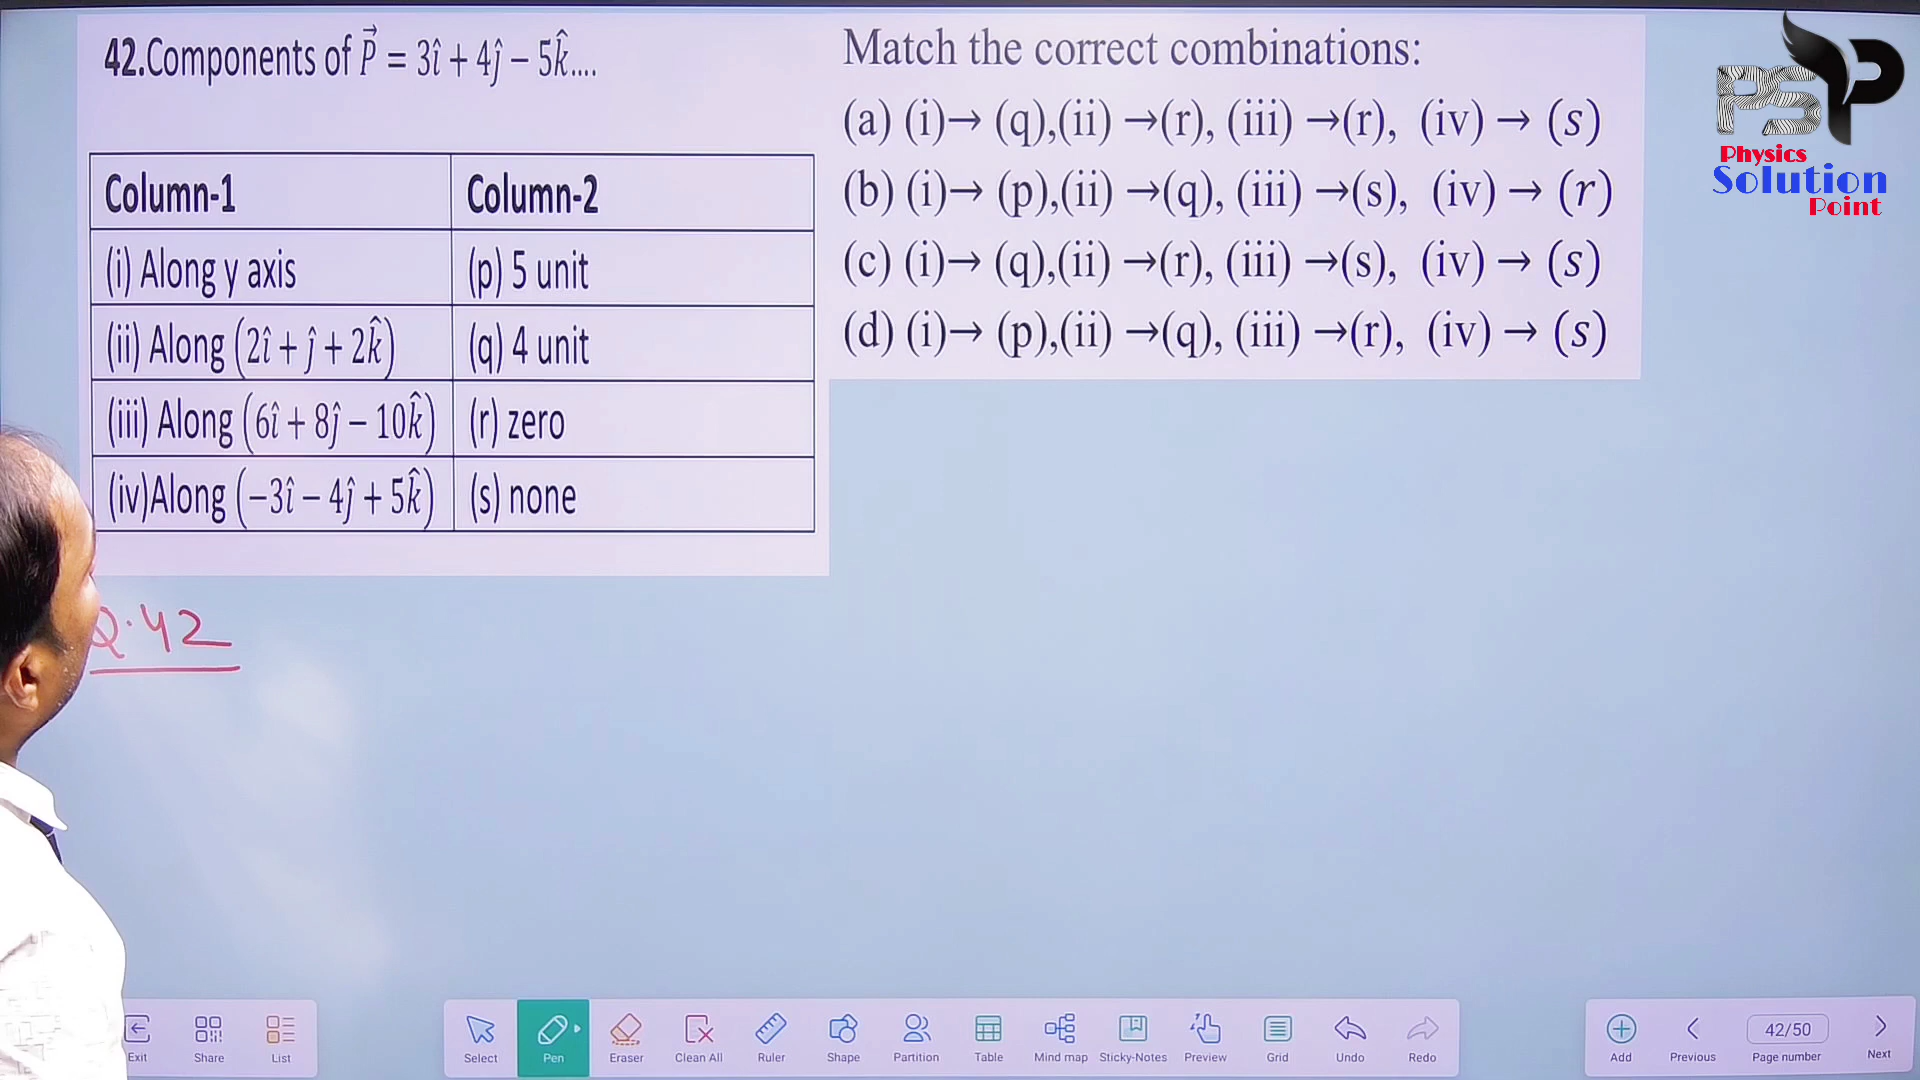 42.Components of $\vec{P}$ = 3î + 4ĵ − 5k̂....
Column-1 Column-2
(i) Along y axis (p) 5 unit
(ii) Along (2î + ĵ + 2k̂) (q) 4 unit
(iii) Along (6î + 8ĵ − 10k̂) (r) zero
(iv)Along (−3î − 4ĵ + 5k̂) (s) none
Match the correct combinations:
(a) (i)→ (q),(ii) →(r), (iii) →(r), (iv) → (s)
(b) (i)→ (p),(ii) →(q), (iii) →(s), (iv) → (r)
(c) (i)→ (q),(ii) →(r), (iii) →(s), (iv) → (s)
(d) (i)→ (p),(ii) →(q), (iii) →(r), (iv) → (s)
PSP
Physics
Solution
Point
Q.42
Exit Share List Select Pen Eraser Clean All Ruler Shape Partition Table Mind map Sticky-Notes Preview Grid Undo Redo Add Previous 42/50 Page number Next